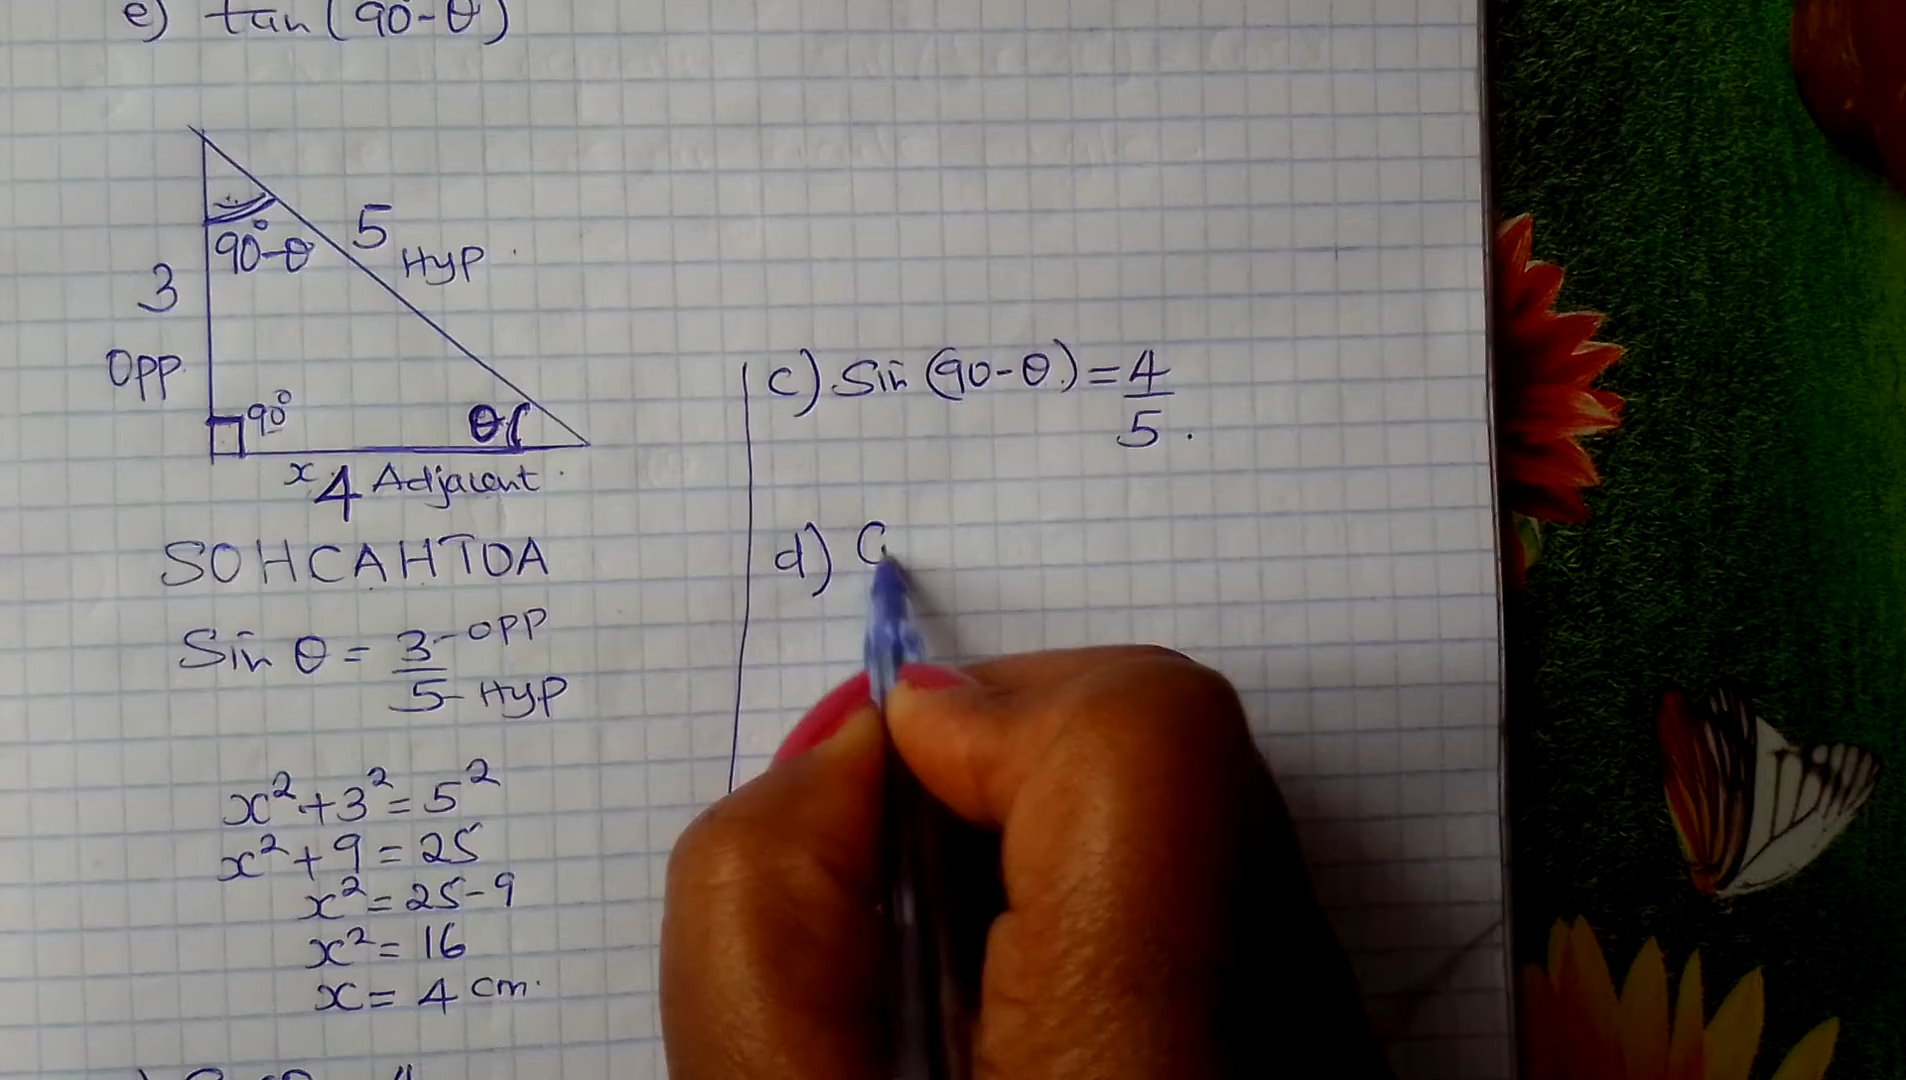 e) tan (90-θ)
90°-θ
5
Hyp
3
Opp.
90°
θ
x 4 Adjacent
SOHCAHTOA
Sin θ = 3/5 - opp - Hyp
x² + 3² = 5²
x² + 9 = 25
x² = 25-9
x² = 16
x = 4 cm.
c) Sin (90-θ) = 4/5.
d) C